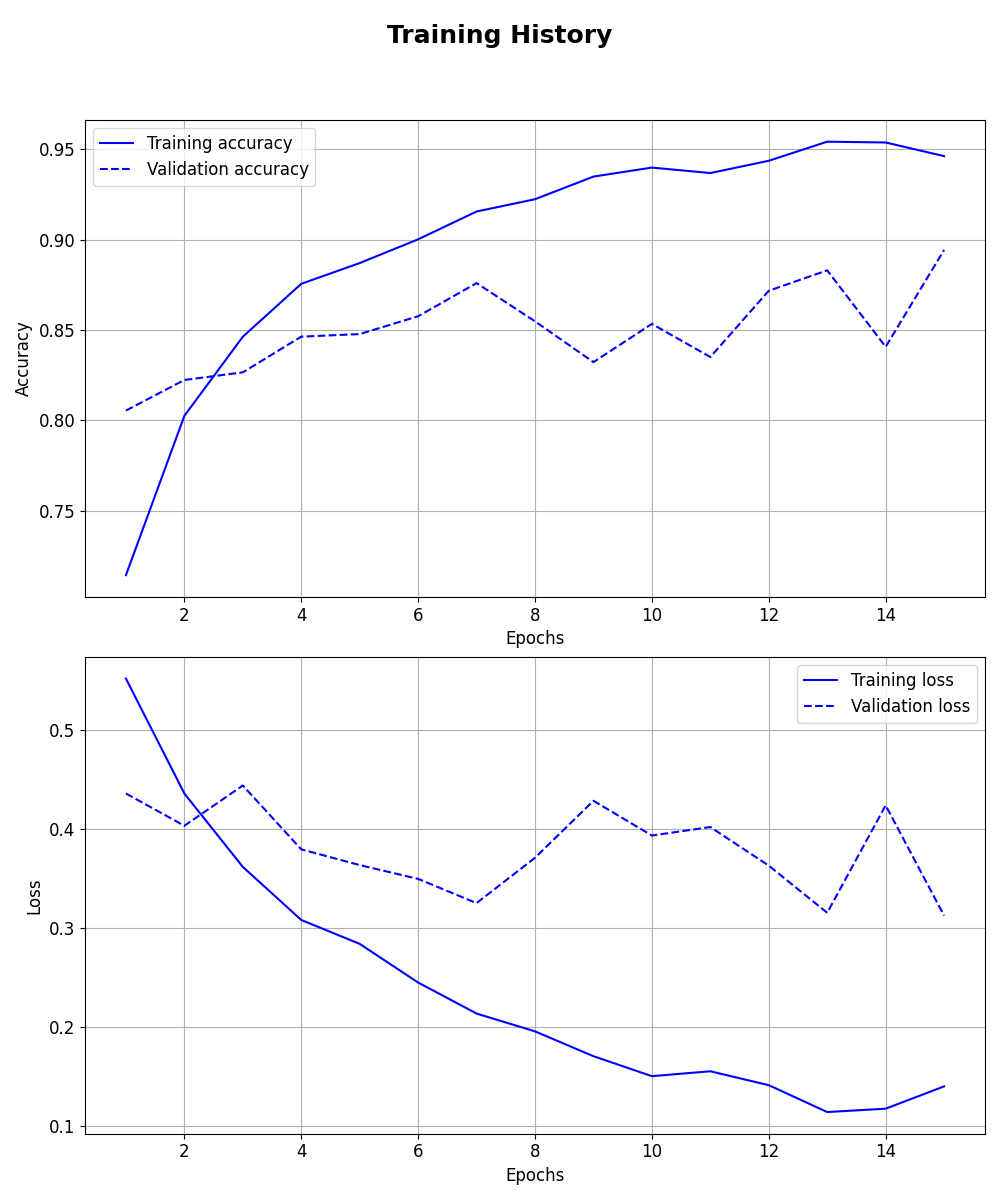 Training History
Training accuracy
Validation accuracy
0.95
0.90
0.85
0.80
0.75
Accuracy
2 4 6 8 10 12 14
Epochs
Training loss
Validation loss
0.5
0.4
0.3
0.2
0.1
Loss
2 4 6 8 10 12 14
Epochs